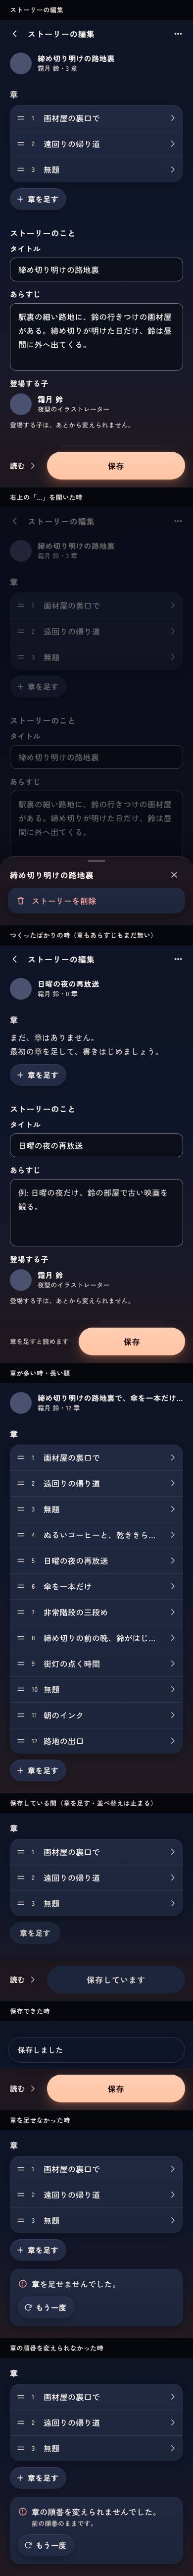 ストーリーの編集
ストーリーの編集
締め切り明けの路地裏
霜月 鈴・3 章
章
1 画材屋の裏口で
2 遠回りの帰り道
3 無題
章を足す
ストーリーのこと
タイトル
締め切り明けの路地裏
あらすじ
駅裏の細い路地に、鈴の行きつけの画材屋
がある。締め切りが明けた日だけ、鈴は昼
間に外へ出てくる。
登場する子
霜月 鈴
夜型のイラストレーター
登場する子は、あとから変えられません。
読む
保存
右上の「…」を開いた時
ストーリーの編集
締め切り明けの路地裏
霜月 鈴・3 章
章
1 画材屋の裏口で
2 遠回りの帰り道
3 無題
章を足す
ストーリーのこと
タイトル
締め切り明けの路地裏
あらすじ
駅裏の細い路地に、鈴の行きつけの画材屋
がある。締め切りが明けた日だけ、鈴は昼
間に外へ出てくる。
締め切り明けの路地裏
ストーリーを削除
つくったばかりの時（章もあらすじもまだ無い）
ストーリーの編集
日曜の夜の再放送
霜月 鈴・0 章
章
まだ、章はありません。
最初の章を足して、書きはじめましょう。
章を足す
ストーリーのこと
タイトル
日曜の夜の再放送
あらすじ
例: 日曜の夜だけ、鈴の部屋で古い映画を
観る。
登場する子
霜月 鈴
夜型のイラストレーター
登場する子は、あとから変えられません。
章を足すと読めます
保存
章が多い時・長い題
締め切り明けの路地裏で、傘を一本だけ…
霜月 鈴・12 章
章
1 画材屋の裏口で
2 遠回りの帰り道
3 無題
4 ぬるいコーヒーと、乾ききら…
5 日曜の夜の再放送
6 傘を一本だけ
7 非常階段の三段め
8 締め切りの前の晩、鈴がはじ…
9 街灯の点く時間
10 無題
11 朝のインク
12 路地の出口
章を足す
保存している間（章を足す・並べ替えは止まる）
章
1 画材屋の裏口で
2 遠回りの帰り道
3 無題
章を足す
読む
保存しています
保存できた時
保存しました
読む
保存
章を足せなかった時
章
1 画材屋の裏口で
2 遠回りの帰り道
3 無題
章を足す
章を足せませんでした。
もう一度
章の順番を変えられなかった時
章
1 画材屋の裏口で
2 遠回りの帰り道
3 無題
章を足す
章の順番を変えられませんでした。
前の順番のままです。
もう一度